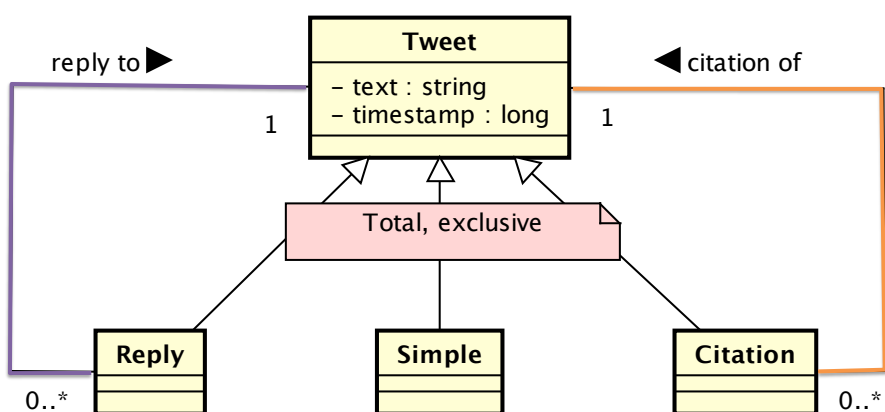 Tweet
reply to
citation of
– text : string
– timestamp : long
1
1
Total, exclusive
Reply
Simple
Citation
0..*
0..*